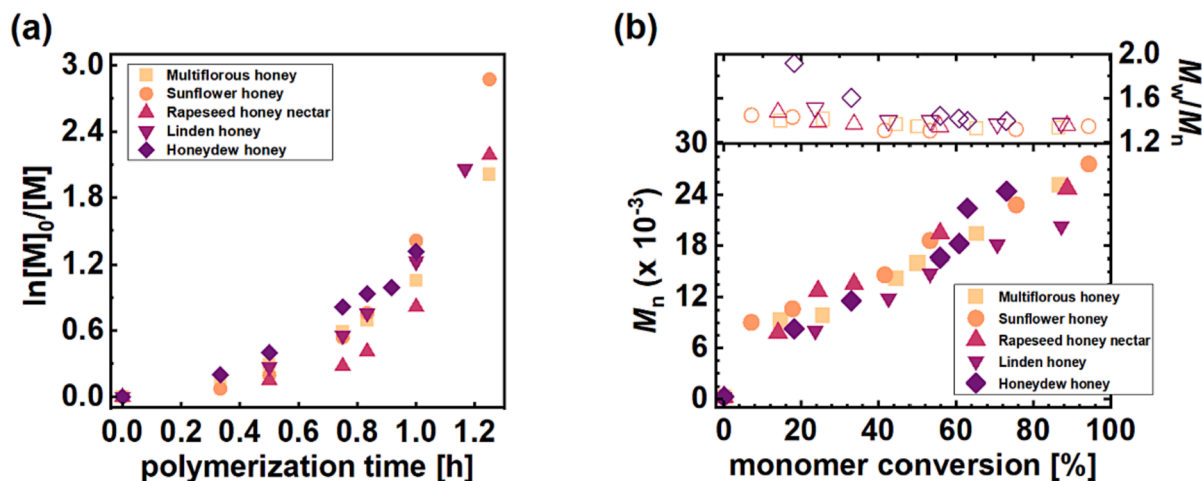 (a)
3.0
2.4
1.8
1.2
0.6
0.0
ln[M]₀/[M]
Multiflorous honey
Sunflower honey
Rapeseed honey nectar
Linden honey
Honeydew honey
0.0 0.2 0.4 0.6 0.8 1.0 1.2
polymerization time [h]
(b)
2.0
1.6
1.2
Mw/Mn
30
24
18
12
6
0
Mn (x 10⁻³)
Multiflorous honey
Sunflower honey
Rapeseed honey nectar
Linden honey
Honeydew honey
0 20 40 60 80 100
monomer conversion [%]